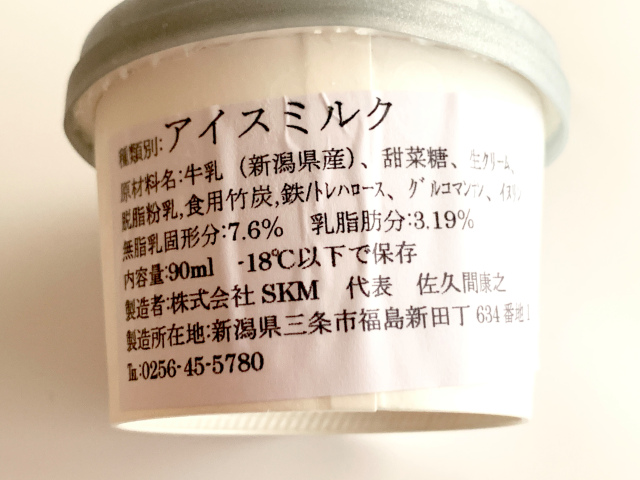 種類別:アイスミルク
原材料名:牛乳（新潟県産）、甜菜糖、生クリーム、
脱脂粉乳,食用竹炭,鉄/トレハロース、グルコマンナン、イヌリン
無脂乳固形分:7.6%　乳脂肪分:3.19%
内容量:90ml　-18℃以下で保存
製造者:株式会社 SKM　代表　佐久間康之
製造所在地:新潟県三条市福島新田丁 634 番地1
℡:0256-45-5780